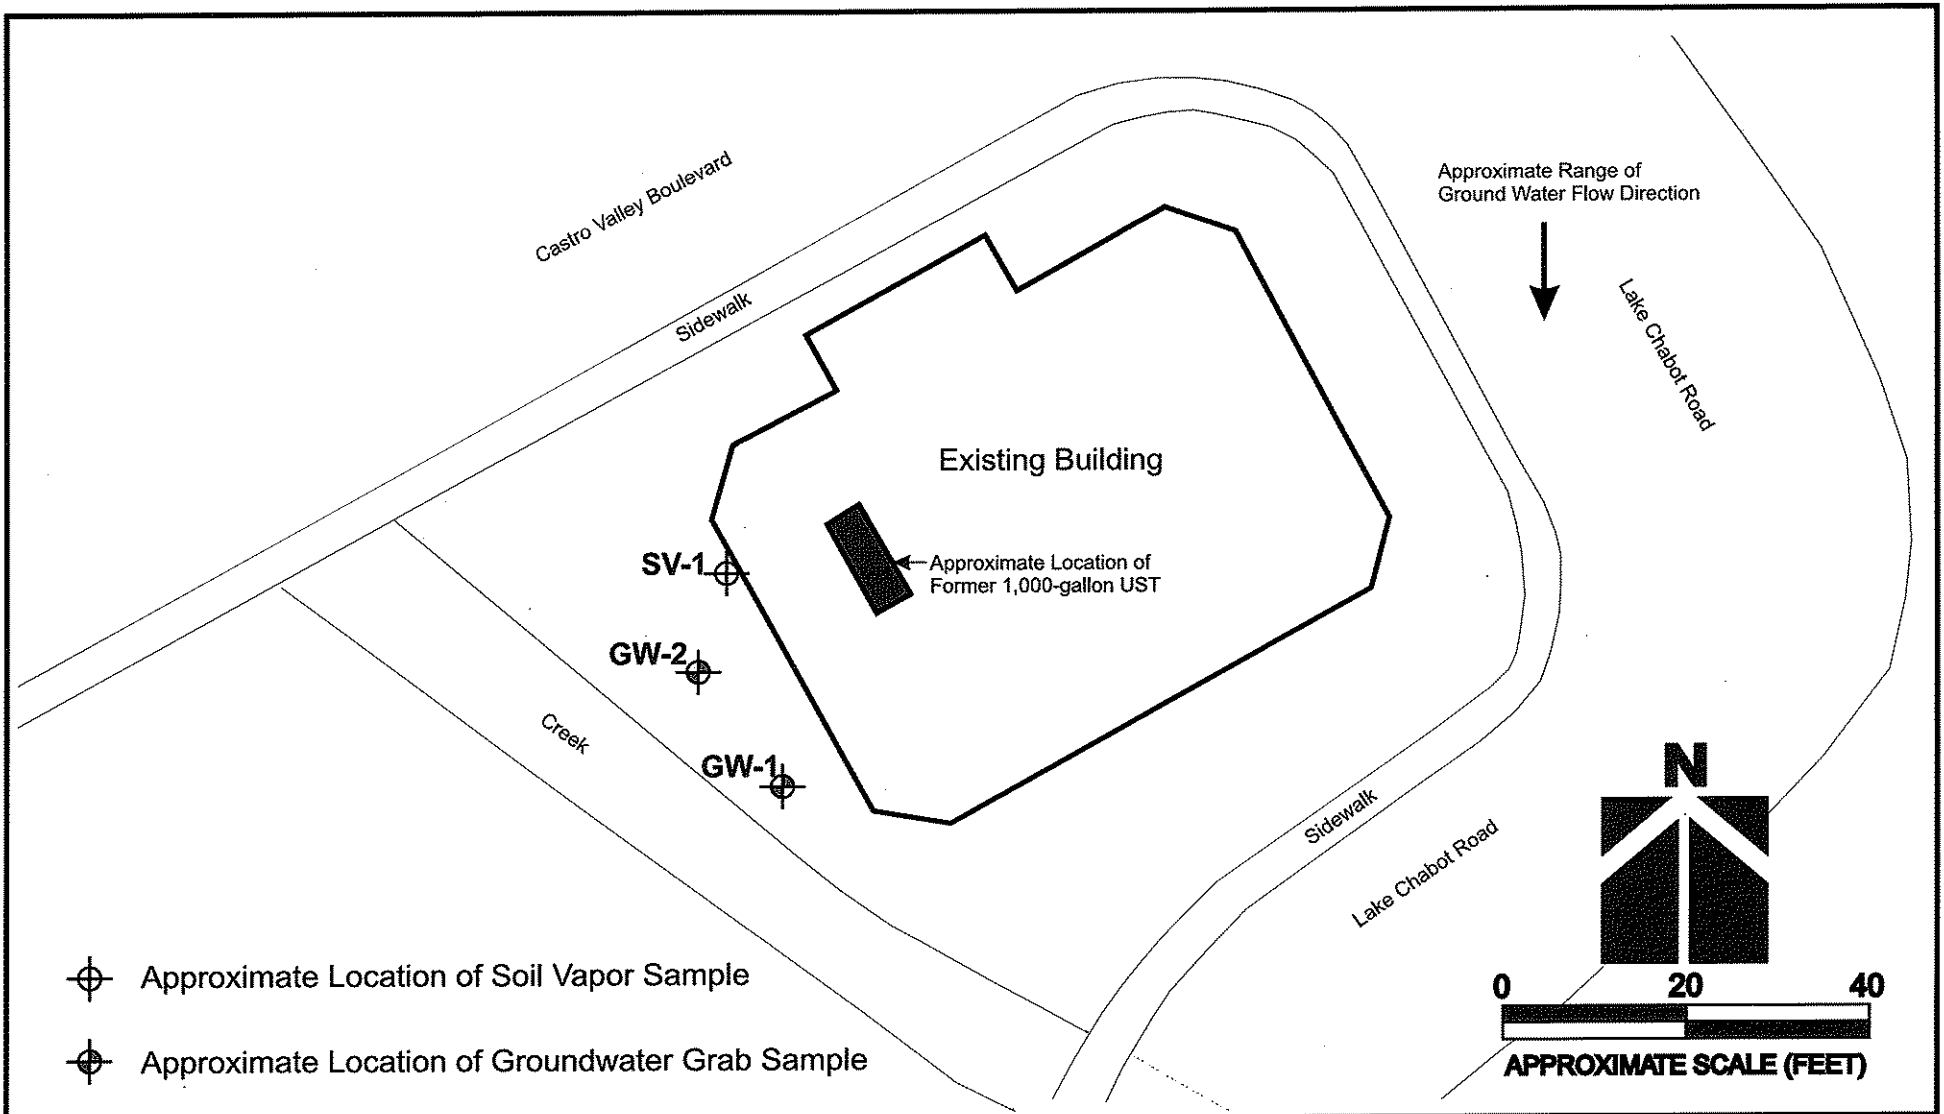 Castro Valley Boulevard
Approximate Range of
Ground Water Flow Direction
Sidewalk
Lake Chabot Road
Existing Building
SV-1
Approximate Location of
Former 1,000-gallon UST
GW-2
Creek
GW-1
N
Sidewalk
Lake Chabot Road
Approximate Location of Soil Vapor Sample
0 20 40
Approximate Location of Groundwater Grab Sample
APPROXIMATE SCALE (FEET)